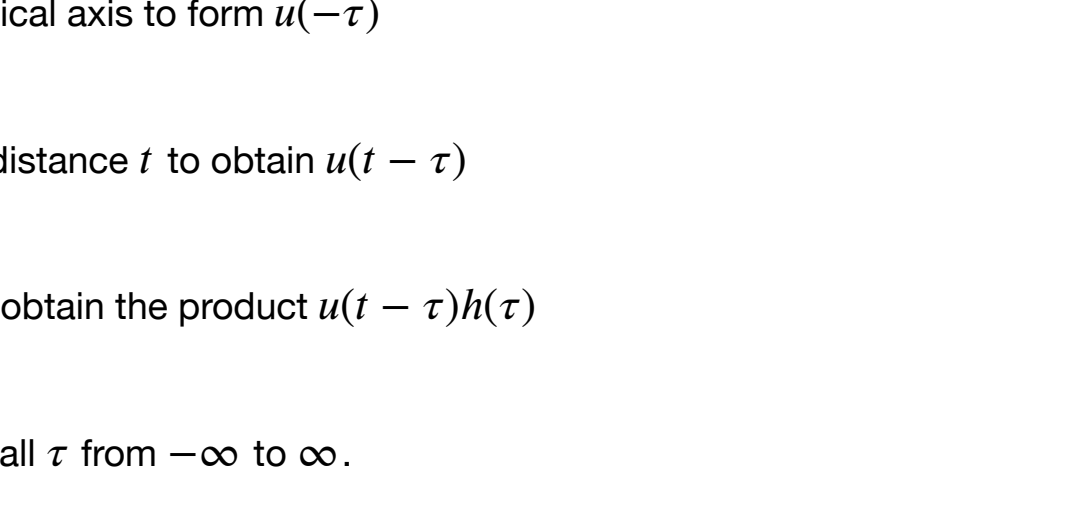 ical axis to form u(−τ)
distance t to obtain u(t − τ)
obtain the product u(t − τ)h(τ)
all τ from −∞ to ∞.